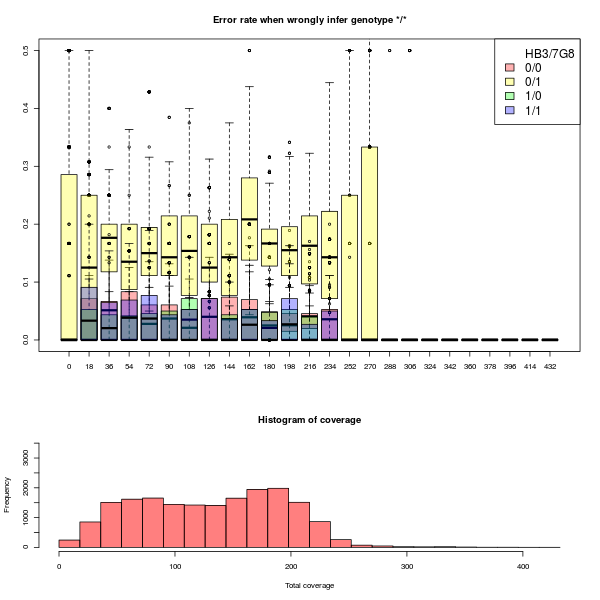 Error rate when wrongly infer genotype */*
HB3/7G8
0/0
0/1
1/0
1/1
0.5
0.4
0.3
0.2
0.1
0.0
0 18 36 54 72 90 108 126 144 162 180 198 216 234 252 270 288 306 324 342 360 378 396 414 432
Histogram of coverage
Frequency
3000
2000
1000
0
0 100 200 300 400
Total coverage